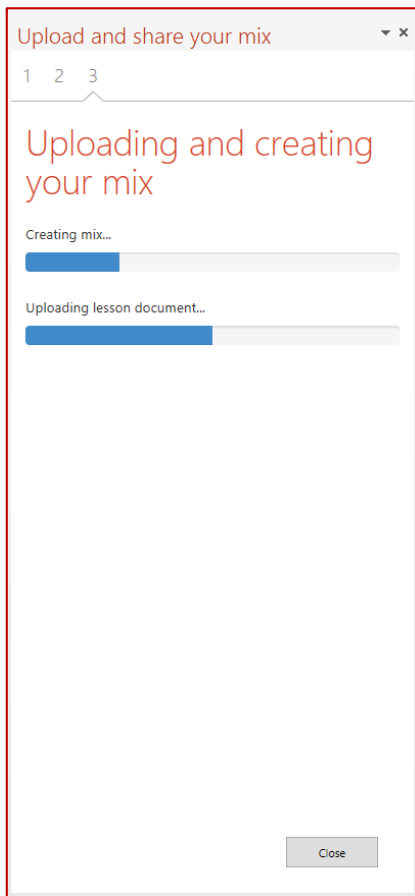 Upload and share your mix
1 2 3
Uploading and creating
your mix
Creating mix...
Uploading lesson document...
Close